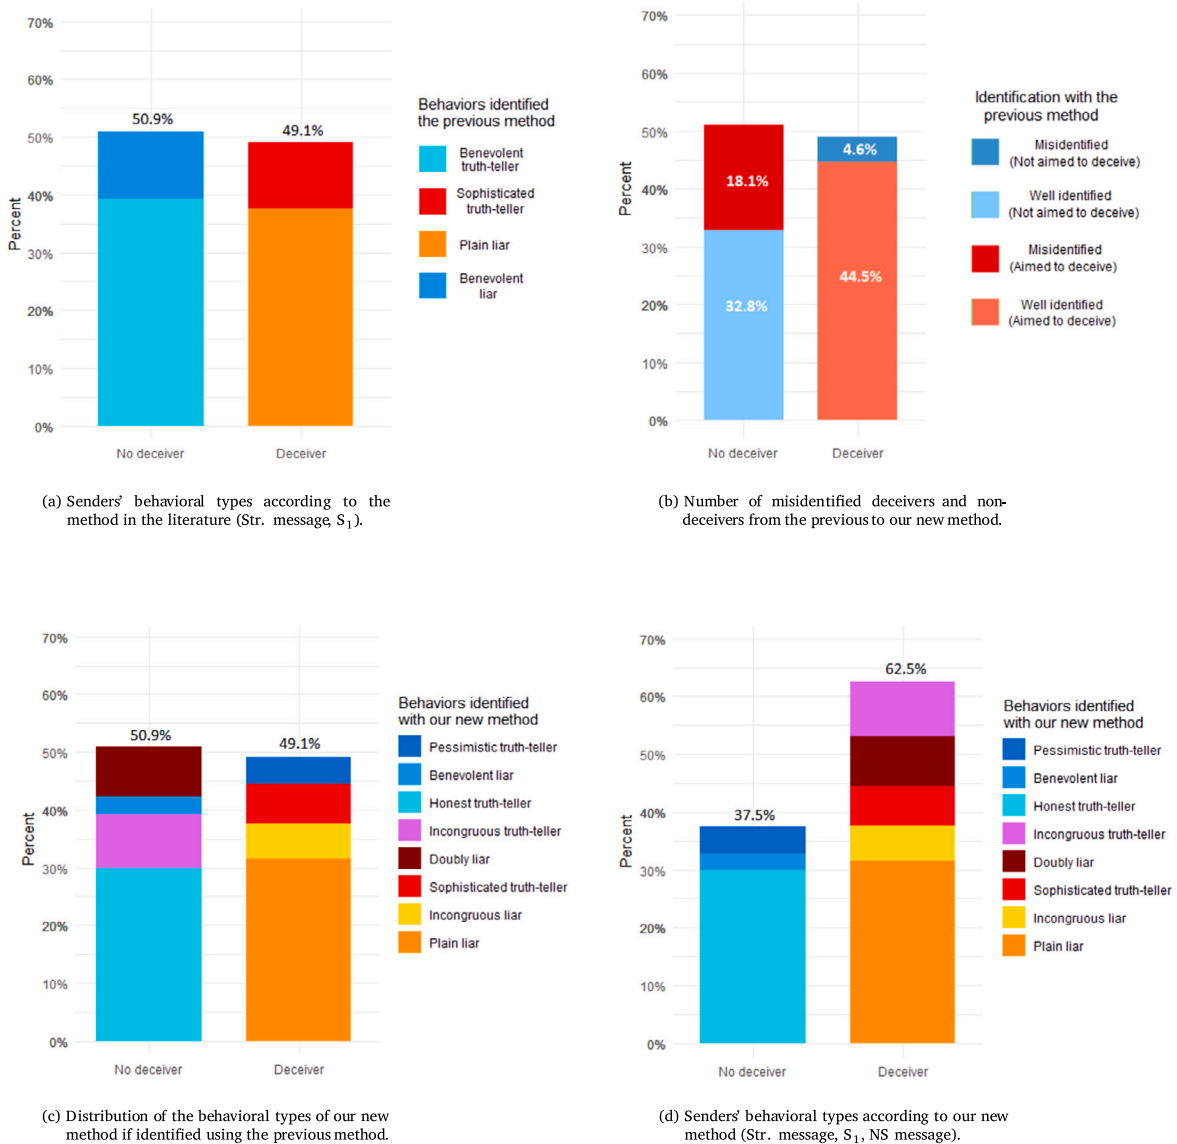 70%
60%
50%
40%
30%
20%
10%
0%
Percent
50.9%
49.1%
No deceiver
Deceiver
Behaviors identified
the previous method
Benevolent
truth-teller
Sophisticated
truth-teller
Plain liar
Benevolent
liar
(a) Senders' behavioral types according to the
method in the literature (Str. message, S1).
70%
60%
50%
40%
30%
20%
10%
0%
Percent
18.1%
32.8%
4.6%
44.5%
No deceiver
Deceiver
Identification with the
previous method
Misidentified
(Not aimed to deceive)
Well identified
(Not aimed to deceive)
Misidentified
(Aimed to deceive)
Well identified
(Aimed to deceive)
(b) Number of misidentified deceivers and non-
deceivers from the previous to our new method.
70%
60%
50%
40%
30%
20%
10%
0%
Percent
50.9%
49.1%
No deceiver
Deceiver
Behaviors identified
with our new method
Pessimistic truth-teller
Benevolent liar
Honest truth-teller
Incongruous truth-teller
Doubly liar
Sophisticated truth-teller
Incongruous liar
Plain liar
(c) Distribution of the behavioral types of our new
method if identified using the previous method.
70%
60%
50%
40%
30%
20%
10%
0%
Percent
37.5%
62.5%
No deceiver
Deceiver
Behaviors identified
with our new method
Pessimistic truth-teller
Benevolent liar
Honest truth-teller
Incongruous truth-teller
Doubly liar
Sophisticated truth-teller
Incongruous liar
Plain liar
(d) Senders' behavioral types according to our new
method (Str. message, S1, NS message).